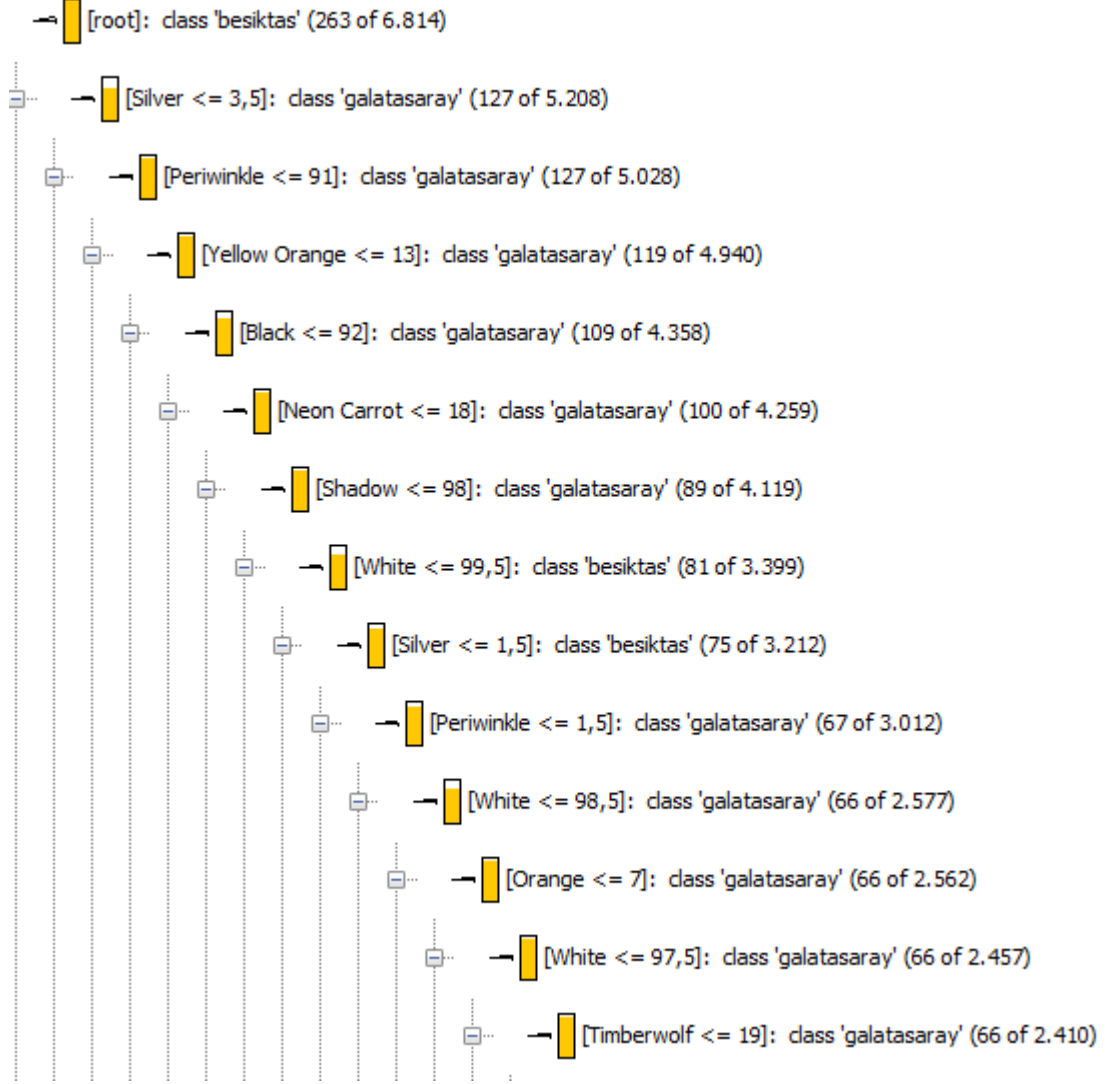 [root]: class 'besiktas' (263 of 6.814)
[Silver <= 3,5]: class 'galatasaray' (127 of 5.208)
[Periwinkle <= 91]: class 'galatasaray' (127 of 5.028)
[Yellow Orange <= 13]: class 'galatasaray' (119 of 4.940)
[Black <= 92]: class 'galatasaray' (109 of 4.358)
[Neon Carrot <= 18]: class 'galatasaray' (100 of 4.259)
[Shadow <= 98]: class 'galatasaray' (89 of 4.119)
[White <= 99,5]: class 'besiktas' (81 of 3.399)
[Silver <= 1,5]: class 'besiktas' (75 of 3.212)
[Periwinkle <= 1,5]: class 'galatasaray' (67 of 3.012)
[White <= 98,5]: class 'galatasaray' (66 of 2.577)
[Orange <= 7]: class 'galatasaray' (66 of 2.562)
[White <= 97,5]: class 'galatasaray' (66 of 2.457)
[Timberwolf <= 19]: class 'galatasaray' (66 of 2.410)